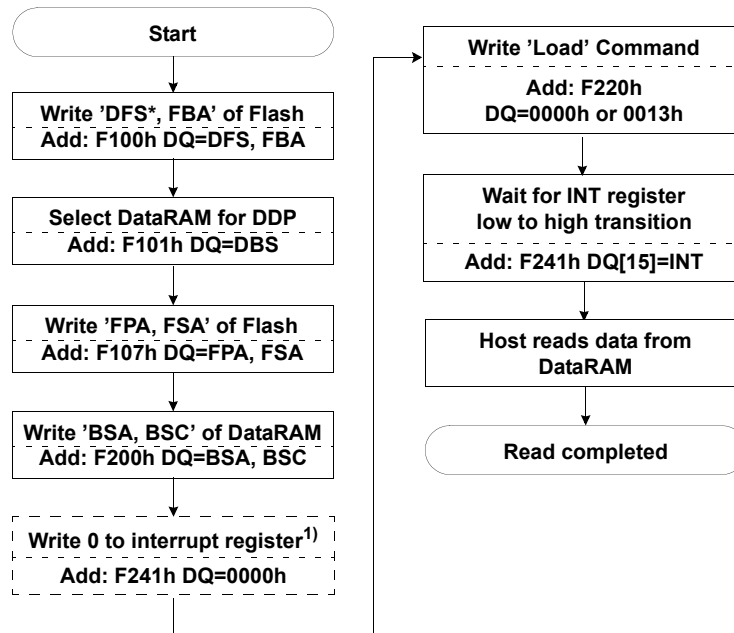 Start
Write ’DFS*, FBA’ of Flash
Add: F100h DQ=DFS, FBA
Select DataRAM for DDP
Add: F101h DQ=DBS
Write ’FPA, FSA’ of Flash
Add: F107h DQ=FPA, FSA
Write ’BSA, BSC’ of DataRAM
Add: F200h DQ=BSA, BSC
Write 0 to interrupt register1)
Add: F241h DQ=0000h
Write ’Load’ Command
Add: F220h
DQ=0000h or 0013h
Wait for INT register
low to high transition
Add: F241h DQ[15]=INT
Host reads data from
DataRAM
Read completed